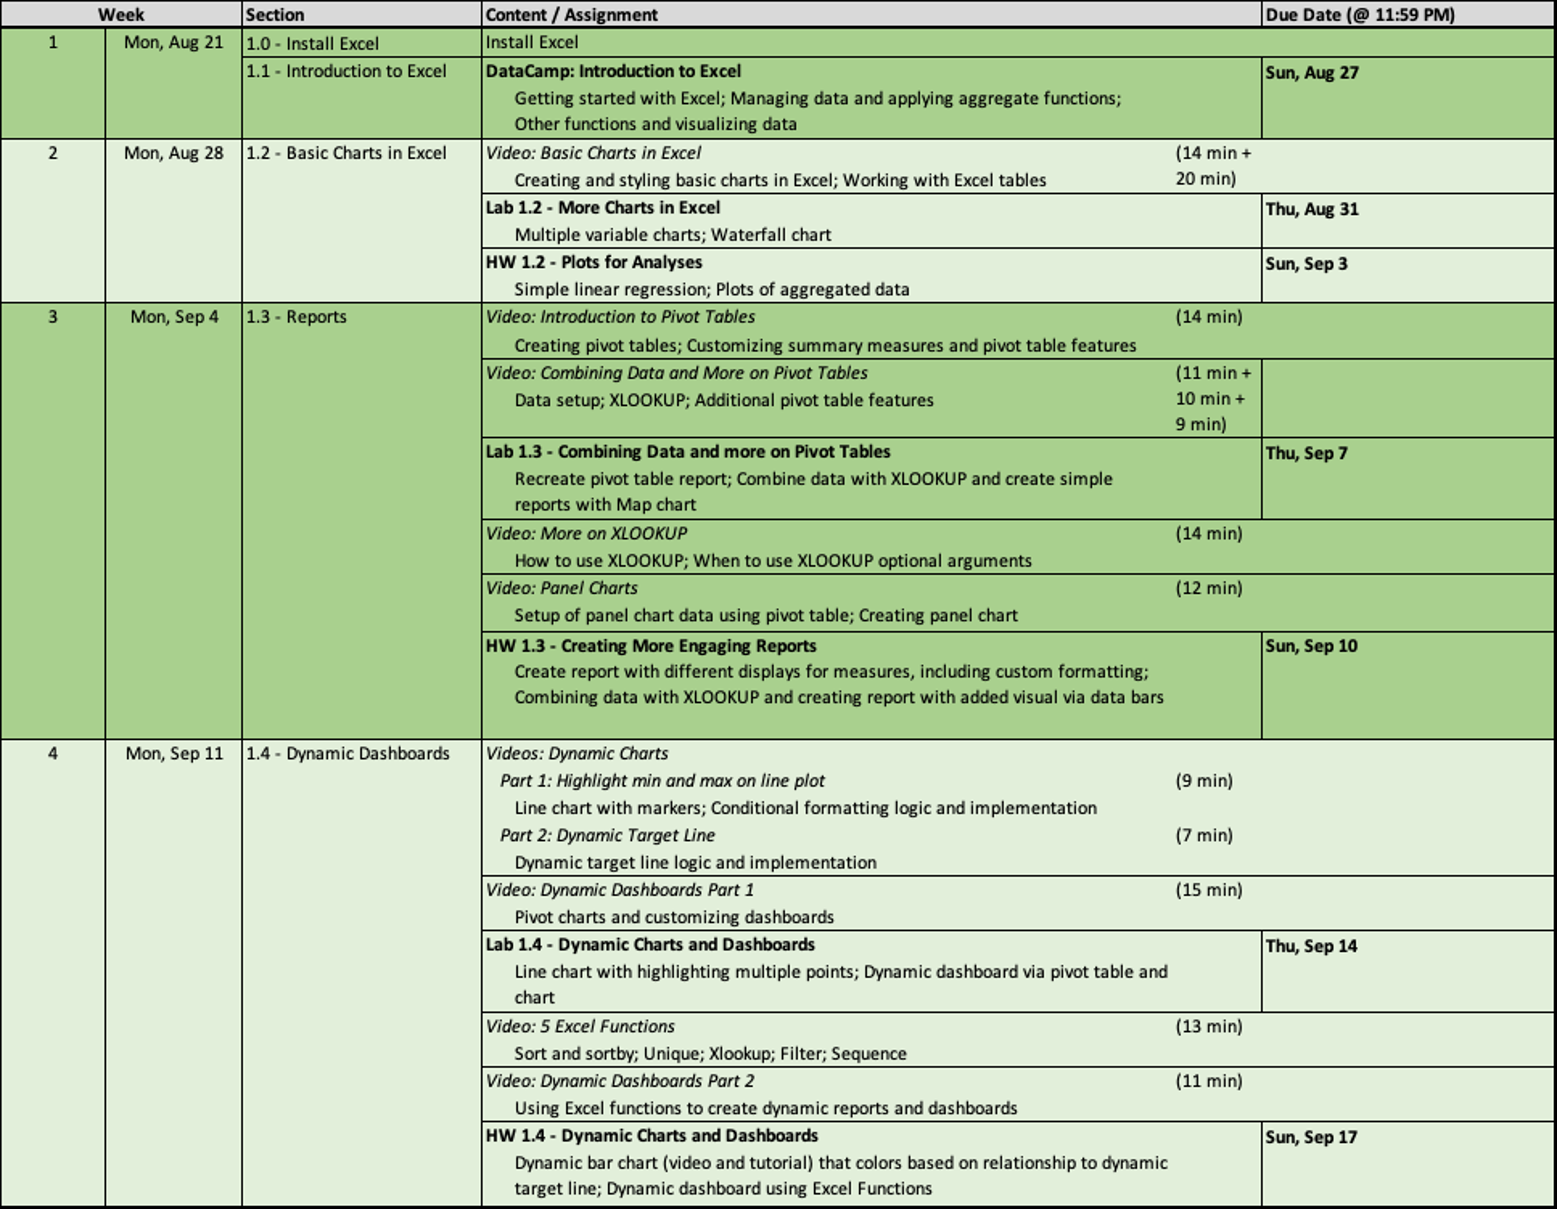 Week Section Content / Assignment Due Date (@ 11:59 PM)
1 Mon, Aug 21 1.0 - Install Excel Install Excel
1.1 - Introduction to Excel DataCamp: Introduction to Excel Sun, Aug 27
Getting started with Excel; Managing data and applying aggregate functions;
Other functions and visualizing data
2 Mon, Aug 28 1.2 - Basic Charts in Excel Video: Basic Charts in Excel (14 min +
Creating and styling basic charts in Excel; Working with Excel tables 20 min)
Lab 1.2 - More Charts in Excel Thu, Aug 31
Multiple variable charts; Waterfall chart
HW 1.2 - Plots for Analyses Sun, Sep 3
Simple linear regression; Plots of aggregated data
3 Mon, Sep 4 1.3 - Reports Video: Introduction to Pivot Tables (14 min)
Creating pivot tables; Customizing summary measures and pivot table features
Video: Combining Data and More on Pivot Tables (11 min +
Data setup; XLOOKUP; Additional pivot table features 10 min +
9 min)
Lab 1.3 - Combining Data and more on Pivot Tables Thu, Sep 7
Recreate pivot table report; Combine data with XLOOKUP and create simple
reports with Map chart
Video: More on XLOOKUP (14 min)
How to use XLOOKUP; When to use XLOOKUP optional arguments
Video: Panel Charts (12 min)
Setup of panel chart data using pivot table; Creating panel chart
HW 1.3 - Creating More Engaging Reports Sun, Sep 10
Create report with different displays for measures, including custom formatting;
Combining data with XLOOKUP and creating report with added visual via data bars
4 Mon, Sep 11 1.4 - Dynamic Dashboards Videos: Dynamic Charts
Part 1: Highlight min and max on line plot (9 min)
Line chart with markers; Conditional formatting logic and implementation
Part 2: Dynamic Target Line (7 min)
Dynamic target line logic and implementation
Video: Dynamic Dashboards Part 1 (15 min)
Pivot charts and customizing dashboards
Lab 1.4 - Dynamic Charts and Dashboards Thu, Sep 14
Line chart with highlighting multiple points; Dynamic dashboard via pivot table and
chart
Video: 5 Excel Functions (13 min)
Sort and sortby; Unique; Xlookup; Filter; Sequence
Video: Dynamic Dashboards Part 2 (11 min)
Using Excel functions to create dynamic reports and dashboards
HW 1.4 - Dynamic Charts and Dashboards Sun, Sep 17
Dynamic bar chart (video and tutorial) that colors based on relationship to dynamic
target line; Dynamic dashboard using Excel Functions